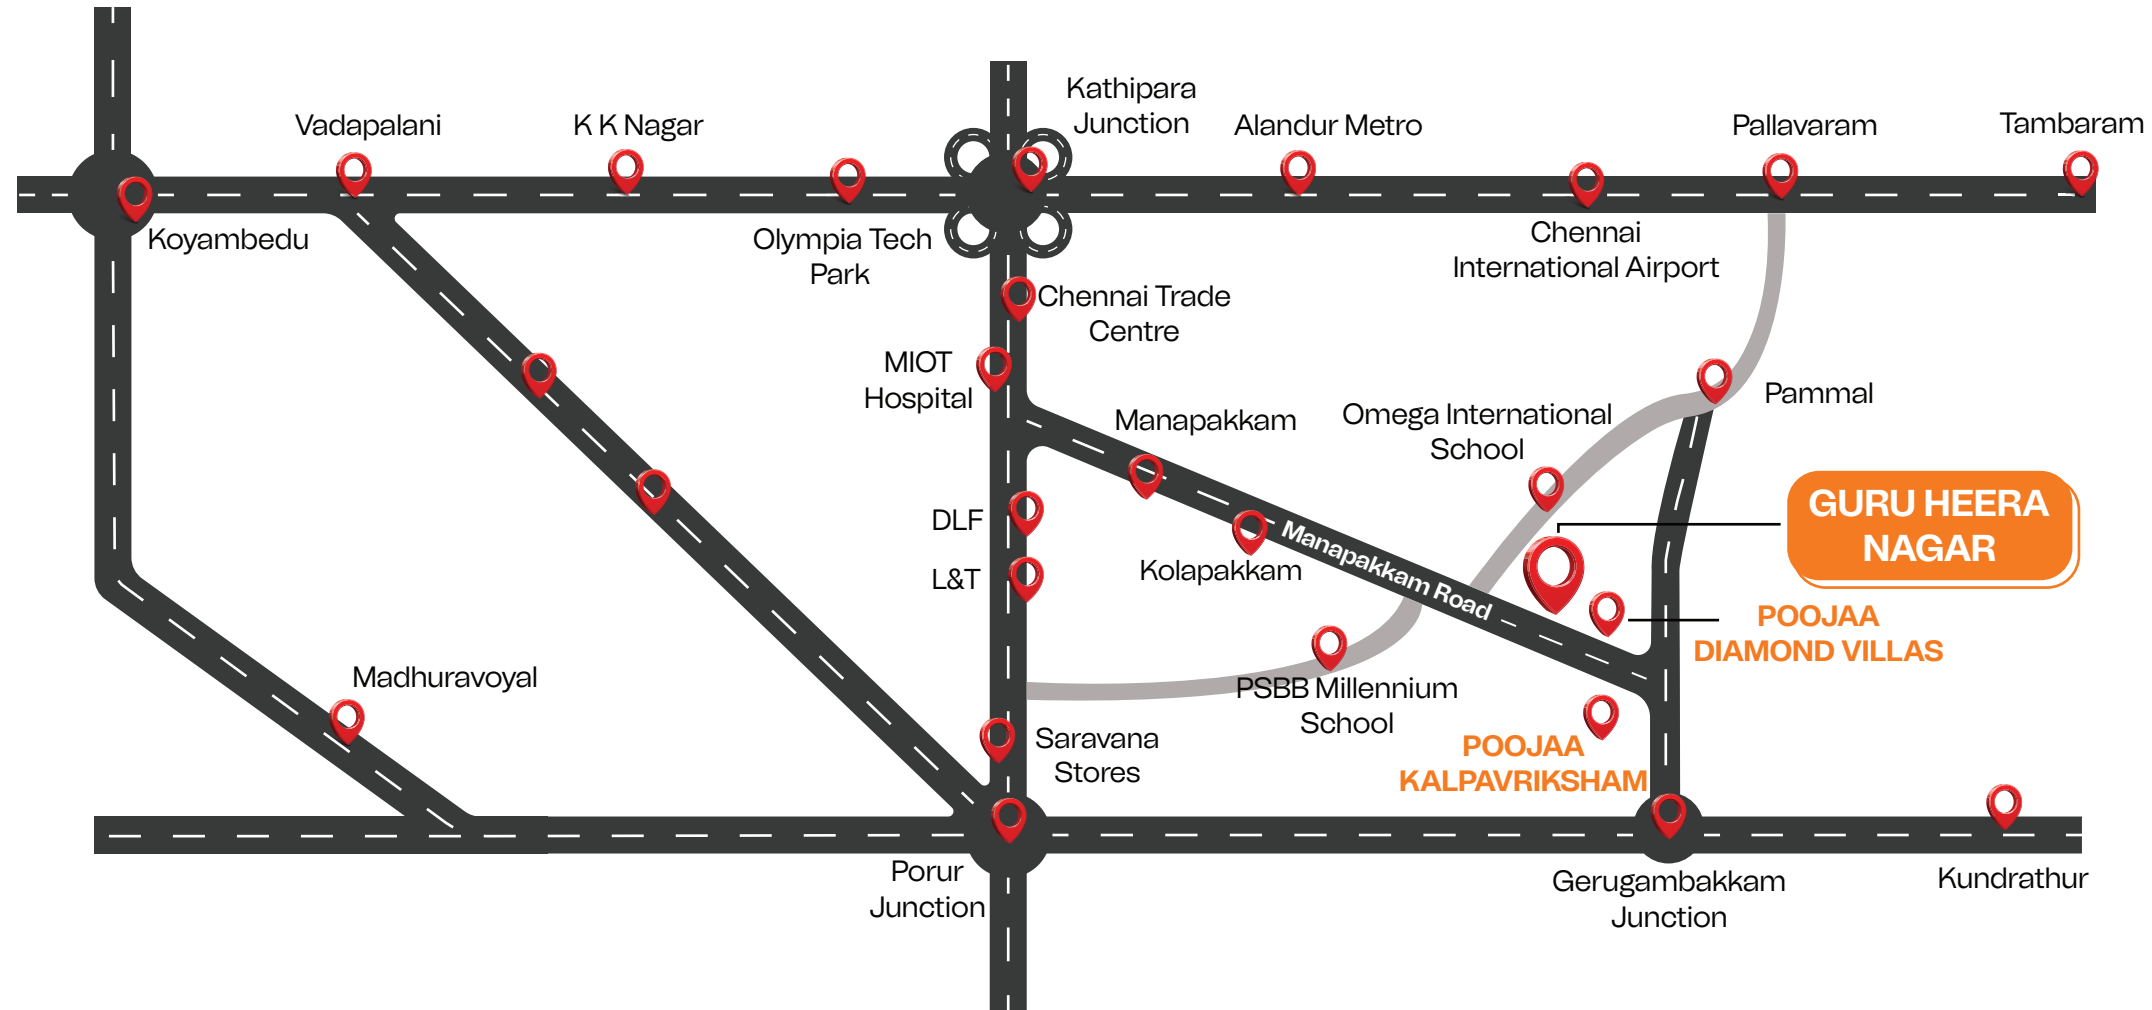 Kathipara
Junction
Vadapalani
K K Nagar
Alandur Metro
Pallavaram
Tambaram
Koyambedu
Olympia Tech
Park
Chennai
International Airport
Chennai Trade
Centre
MIOT
Hospital
Manapakkam
Omega International
School
Pammal
DLF
L&T
Kolapakkam
Manapakkam Road
GURU HEERA
NAGAR
POOJAA
DIAMOND VILLAS
Madhuravoyal
PSBB Millennium
School
Saravana
Stores
POOJAA
KALPAVRIKSHAM
Porur
Junction
Gerugambakkam
Junction
Kundrathur